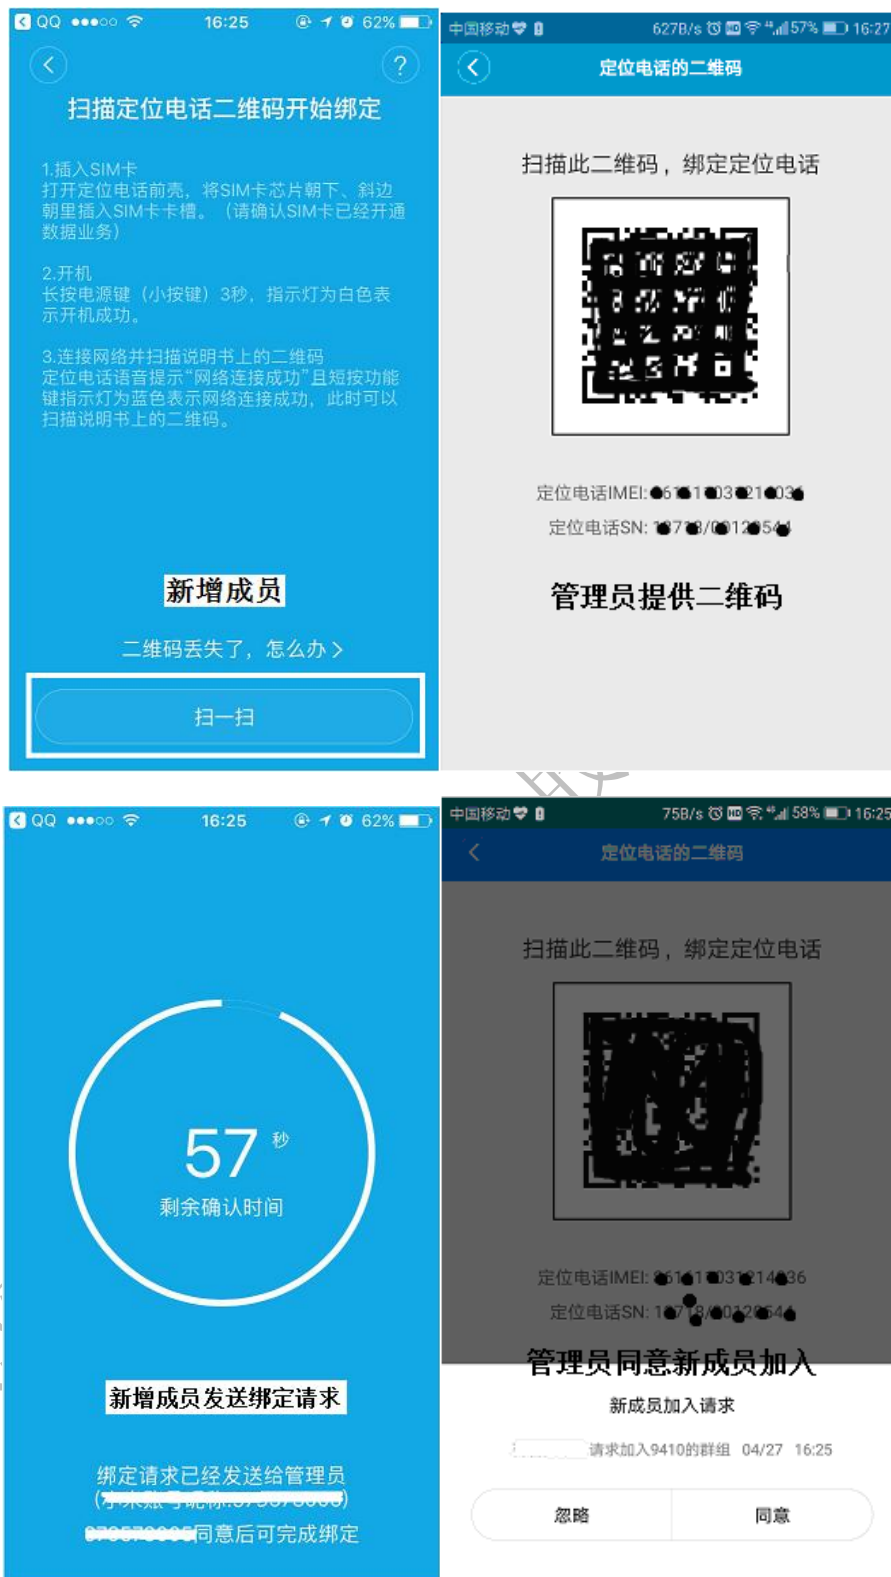 QQ 16:25 62%
扫描定位电话二维码开始绑定
1.插入SIM卡
打开定位电话前壳，将SIM卡芯片朝下、斜边
朝里插入SIM卡卡槽。（请确认SIM卡已经开通
数据业务）
2.开机
长按电源键（小按键）3秒，指示灯为白色表
示开机成功。
3.连接网络并扫描说明书上的二维码
定位电话语音提示“网络连接成功”且短按功能
键指示灯为蓝色表示网络连接成功，此时可以
扫描说明书上的二维码。
新增成员
二维码丢失了，怎么办
扫一扫
中国移动 627B/s HD 57% 16:27
定位电话的二维码
扫描此二维码，绑定定位电话
定位电话IMEI:
定位电话SN:
管理员提供二维码
QQ 16:25 62%
57 秒
剩余确认时间
新增成员发送绑定请求
绑定请求已经发送给管理员
同意后可完成绑定
中国移动 75B/s HD 58% 16:25
定位电话的二维码
扫描此二维码，绑定定位电话
定位电话IMEI:
定位电话SN:
管理员同意新成员加入
新成员加入请求
请求加入9410的群组 04/27 16:25
忽略 同意